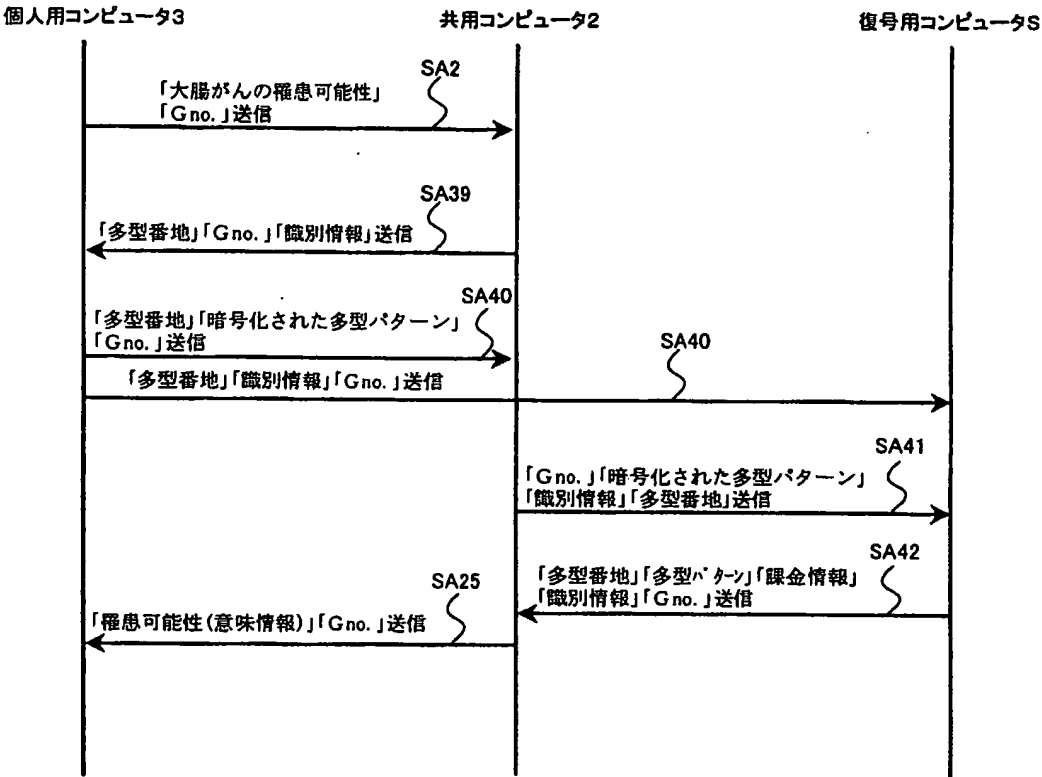 個人用コンピュータ3
共用コンピュータ2
復号用コンピュータS
SA2
「大腸がんの罹患可能性」
「Gno.」送信
SA39
「多型番地」「Gno.」「識別情報」送信
SA40
「多型番地」「暗号化された多型パターン」
「Gno.」送信
SA40
「多型番地」「識別情報」「Gno.」送信
SA41
「Gno.」「暗号化された多型パターン」
「識別情報」「多型番地」送信
SA42
「多型番地」「多型パターン」「課金情報」
「識別情報」「Gno.」送信
SA25
「罹患可能性(意味情報)」「Gno.」送信